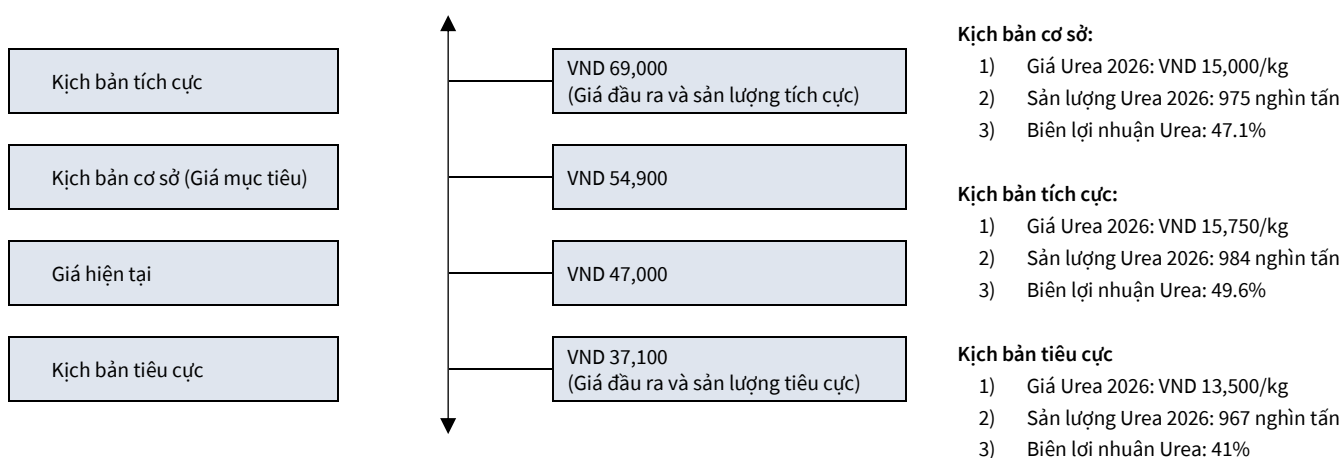 Kịch bản tích cực
VND 69,000
(Giá đầu ra và sản lượng tích cực)
Kịch bản cơ sở (Giá mục tiêu)
VND 54,900
Giá hiện tại
VND 47,000
Kịch bản tiêu cực
VND 37,100
(Giá đầu ra và sản lượng tiêu cực)
Kịch bản cơ sở:
1) Giá Urea 2026: VND 15,000/kg
2) Sản lượng Urea 2026: 975 nghìn tấn
3) Biên lợi nhuận Urea: 47.1%
Kịch bản tích cực:
1) Giá Urea 2026: VND 15,750/kg
2) Sản lượng Urea 2026: 984 nghìn tấn
3) Biên lợi nhuận Urea: 49.6%
Kịch bản tiêu cực
1) Giá Urea 2026: VND 13,500/kg
2) Sản lượng Urea 2026: 967 nghìn tấn
3) Biên lợi nhuận Urea: 41%